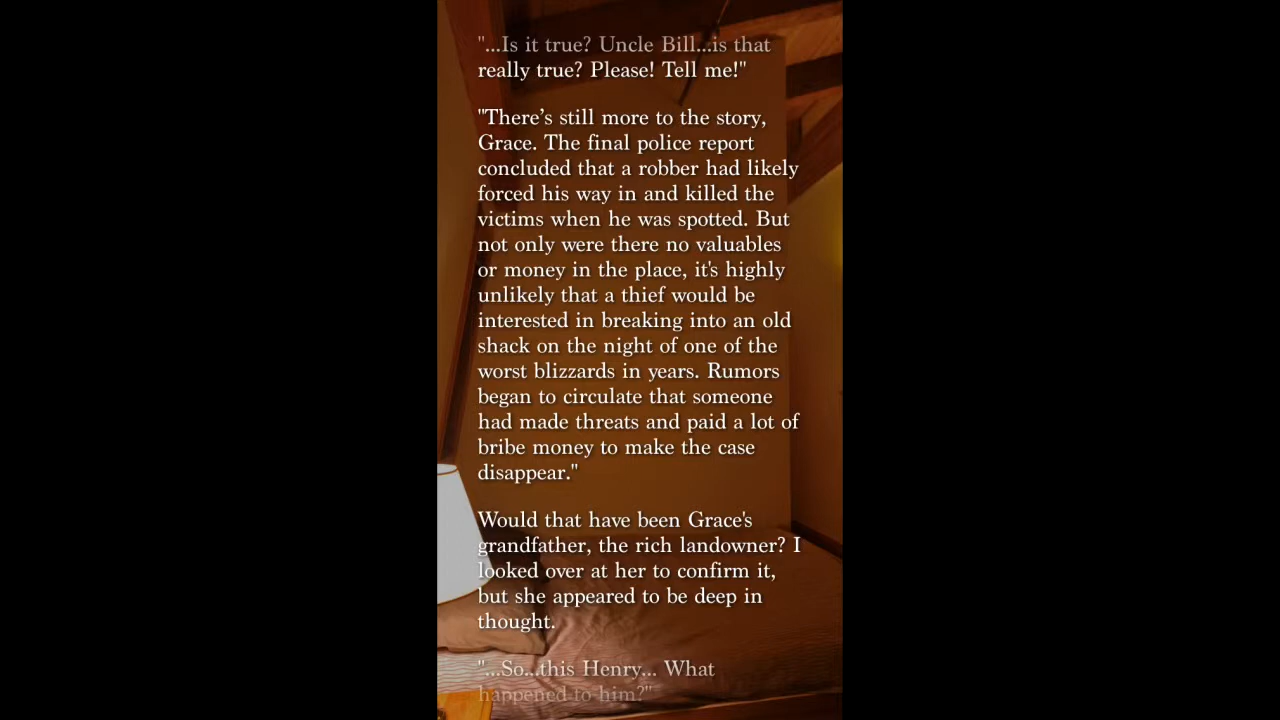 "...Is it true? Uncle Bill...is that
really true? Please! Tell me!"
"There’s still more to the story,
Grace. The final police report
concluded that a robber had likely
forced his way in and killed the
victims when he was spotted. But
not only were there no valuables
or money in the place, it's highly
unlikely that a thief would be
interested in breaking into an old
shack on the night of one of the
worst blizzards in years. Rumors
began to circulate that someone
had made threats and paid a lot of
bribe money to make the case
disappear."
Would that have been Grace's
grandfather, the rich landowner? I
looked over at her to confirm it,
but she appeared to be deep in
thought.
"...So...this Henry... What
happened to him?"